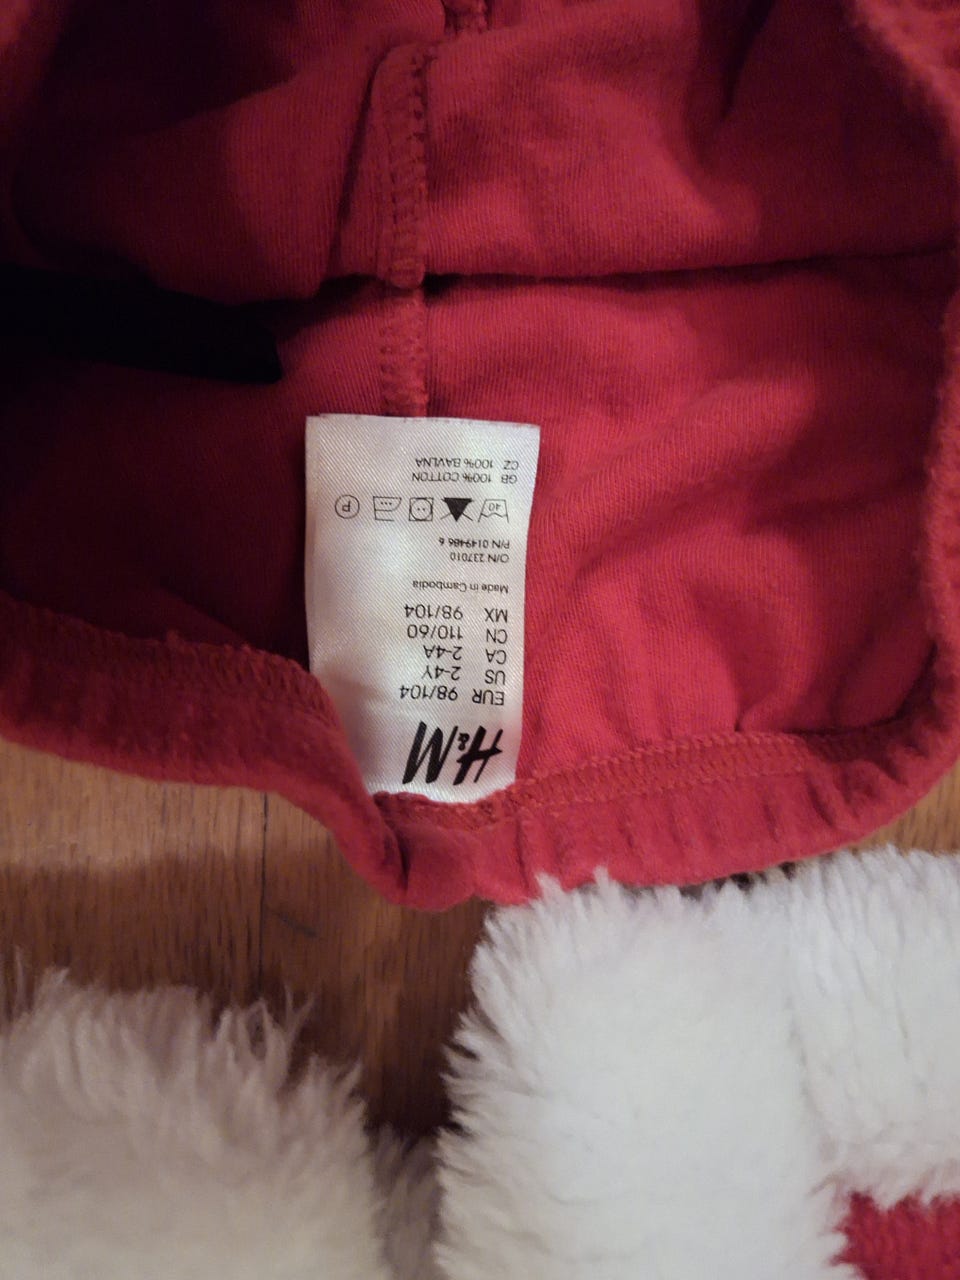 H&M
EUR 98/104
US 2-4Y
CA 2-4A
CN 110/60
MX 98/104
Made in Cambodia
O/N 237010
P/N 0149486 6
40 P
GB 100% COTTON
CZ 100% BAVLNA